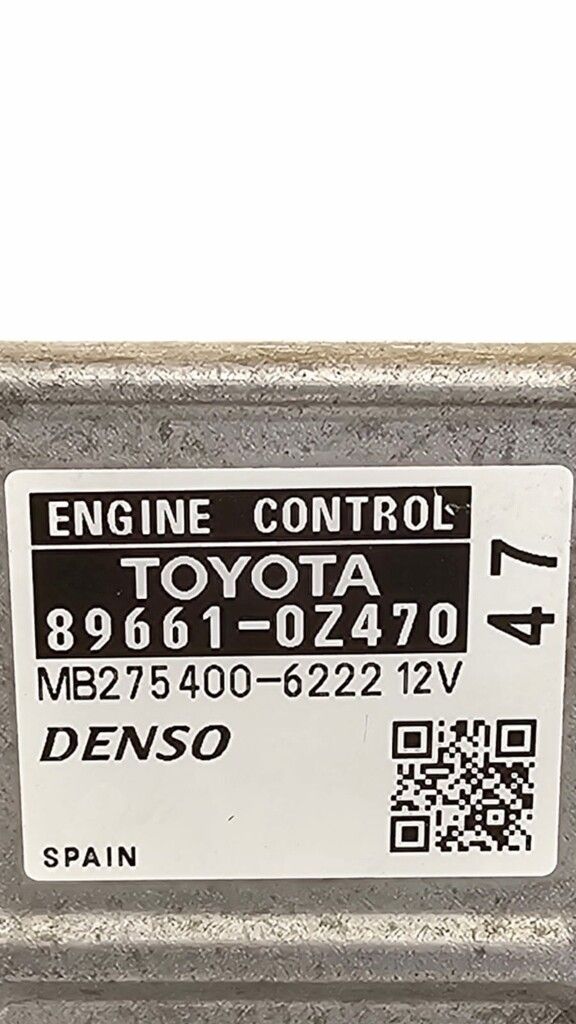 ENGINE CONTROL
TOYOTA
89661-0Z470
MB275400-6222 12V
DENSO
SPAIN
47